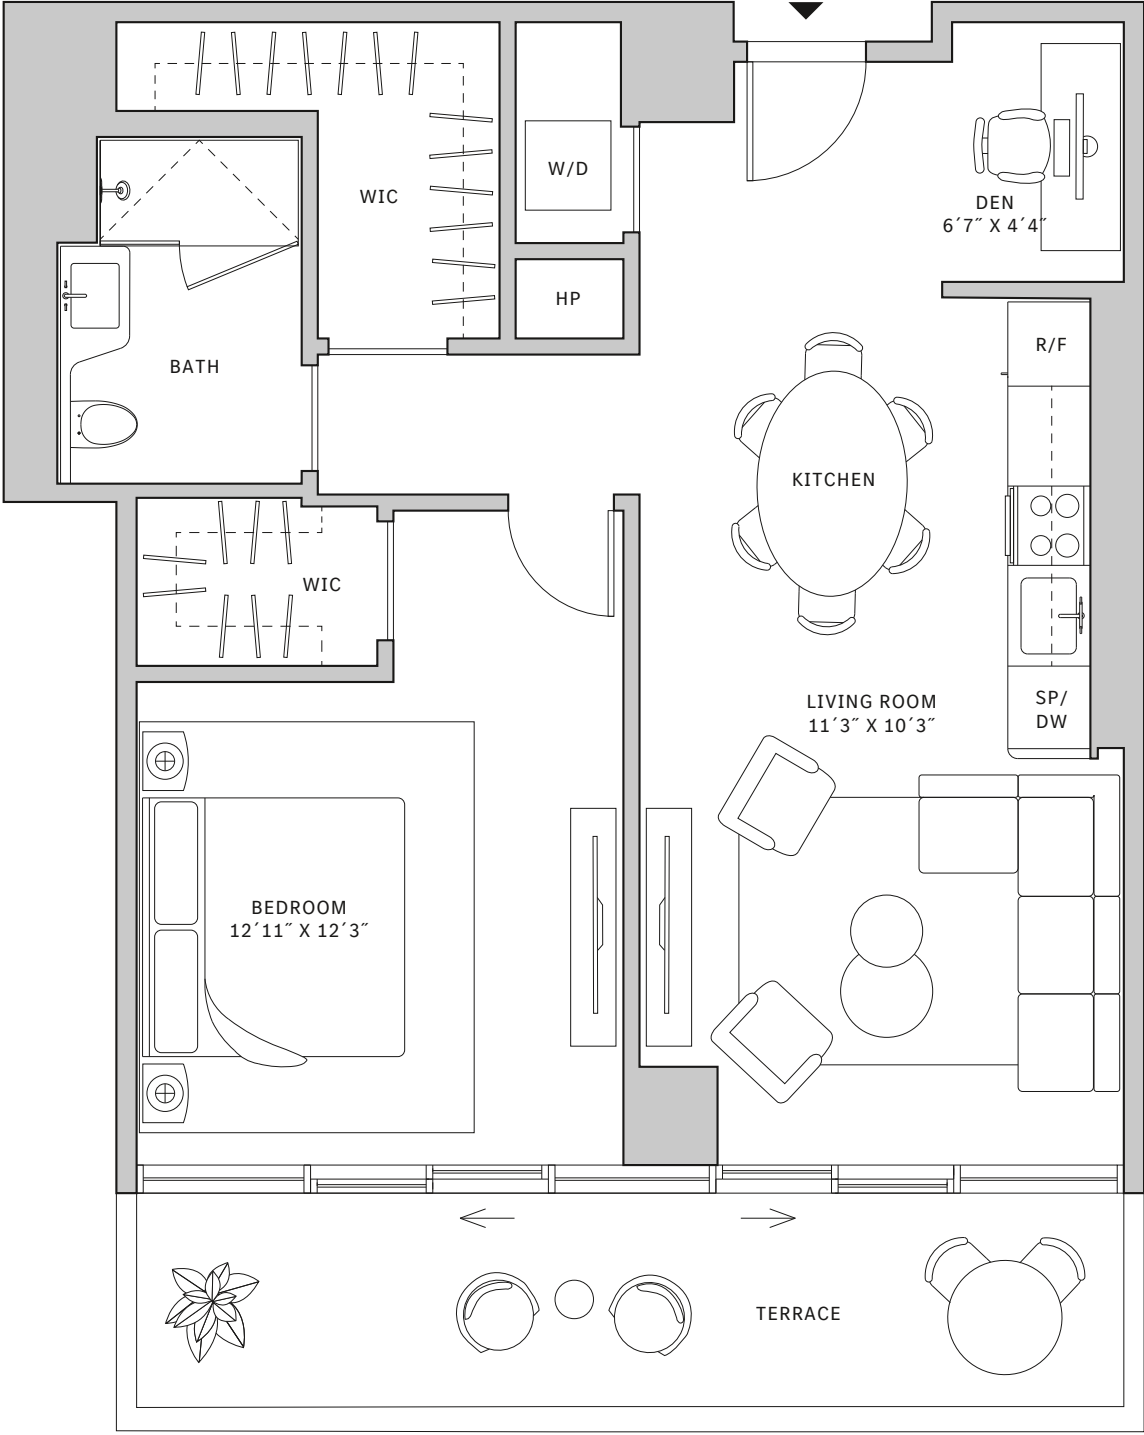 W/D
WIC
DEN
6´7˝ X 4´4˝
HP
R/F
BATH
KITCHEN
WIC
LIVING ROOM
11´3˝ X 10´3˝
SP/
DW
BEDROOM
12´11˝ X 12´3˝
TERRACE